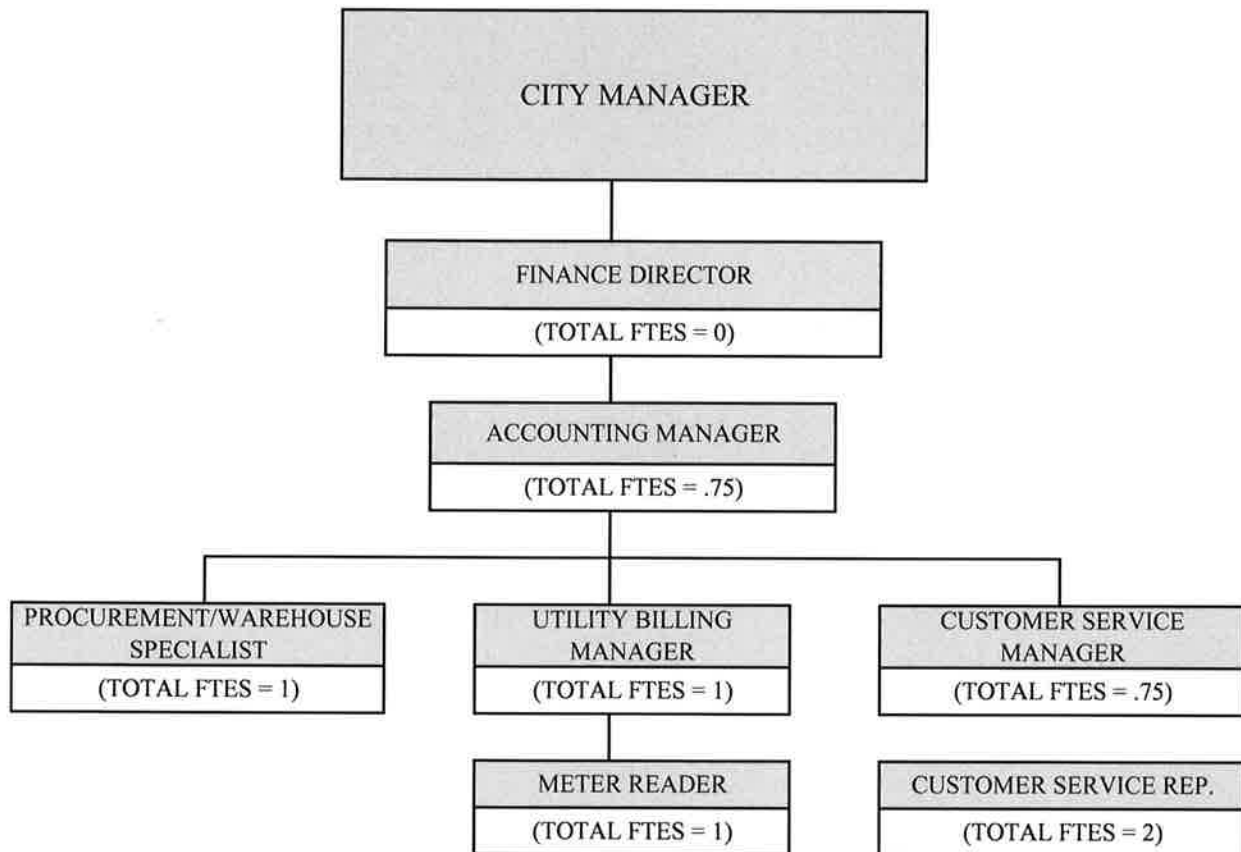 CITY MANAGER
FINANCE DIRECTOR
(TOTAL FTES = 0)
ACCOUNTING MANAGER
(TOTAL FTES = .75)
PROCUREMENT/WAREHOUSE
SPECIALIST
(TOTAL FTES = 1)
UTILITY BILLING
MANAGER
(TOTAL FTES = 1)
CUSTOMER SERVICE
MANAGER
(TOTAL FTES = .75)
METER READER
(TOTAL FTES = 1)
CUSTOMER SERVICE REP.
(TOTAL FTES = 2)